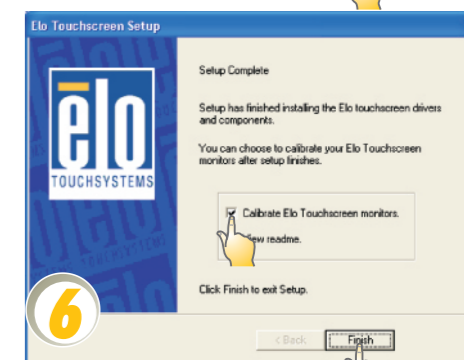 Elo Touchscreen Setup
Setup Complete
Setup has finished installing the Elo touchscreen drivers
and components.
You can choose to calibrate your Elo Touchscreen
monitors after setup finishes.
elo
TOUCHSYSTEMS
Calibrate Elo Touchscreen monitors.
readme.
Click Finish to exit Setup.
6
< Back
Finish